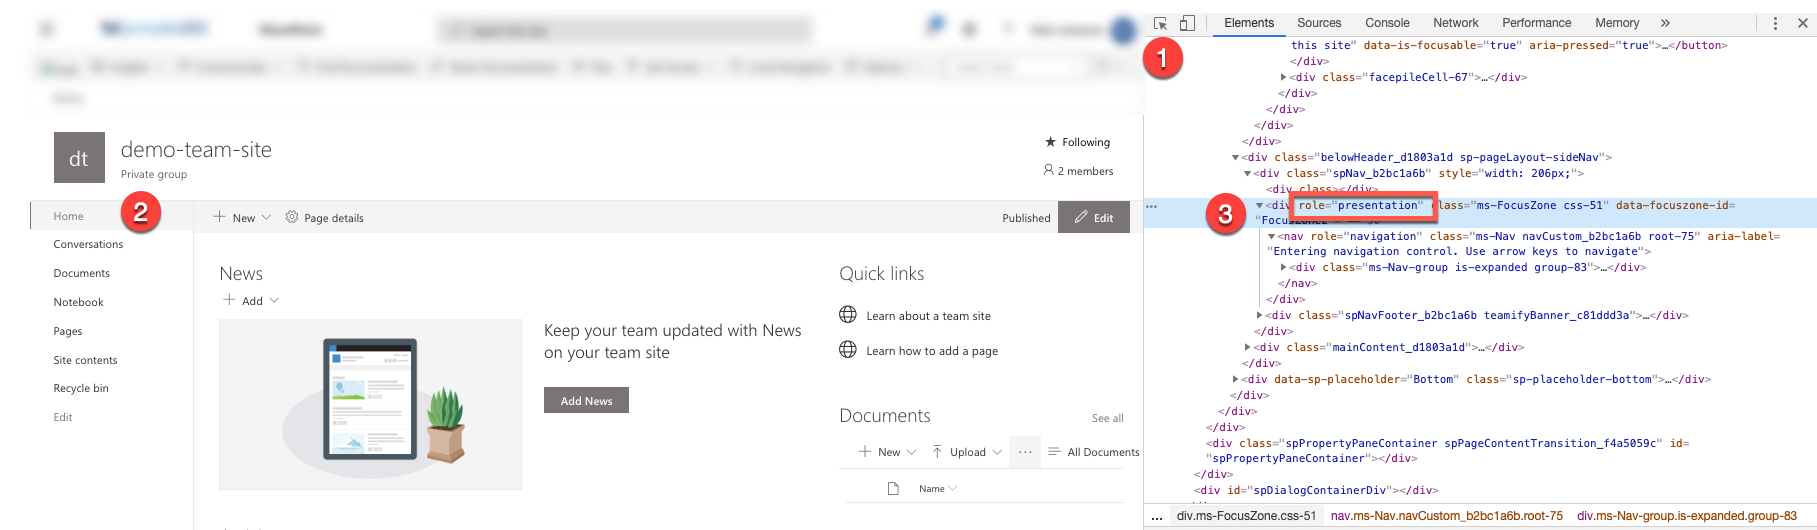 dt
demo-team-site
Private group
★ Following
2 members
Home
2
Conversations
Documents
Notebook
Pages
Site contents
Recycle bin
Edit
+ New
Page details
Published
Edit
News
+ Add
Keep your team updated with News
on your team site
Add News
Quick links
Learn about a team site
Learn how to add a page
Documents
See all
+ New
Upload
...
All Documents
Name
1
Elements Sources Console Network Performance Memory »
this site" data-is-focusable="true" aria-pressed="true">…</button>
</div>
<div class="facepileCell-67">…</div>
</div>
</div>
</div>
</div>
<div class="belowHeader_d1803a1d sp-pageLayout-sideNav">
<div class="spNav_b2bc1a6b" style="width: 206px;">
<div class></div>
3
<div role="presentation" class="ms-FocusZone css-51" data-focuszone-id=
<nav role="navigation" class="ms-Nav navCustom_b2bc1a6b root-75" aria-label=
"Entering navigation control. Use arrow keys to navigate">
<div class="ms-Nav-group is-expanded group-83">…</div>
</nav>
</div>
<div class="spNavFooter_b2bc1a6b teamifyBanner_c81ddd3a">…</div>
</div>
<div class="mainContent_d1803a1d">…</div>
</div>
<div data-sp-placeholder="Bottom" class="sp-placeholder-bottom">…</div>
</div>
</div>
</div>
<div class="spPropertyPaneContainer spPageContentTransition_f4a5059c" id=
"spPropertyPaneContainer"></div>
</div>
<div id="spDialogContainerDiv"></div>
... div.ms-FocusZone.css-51 nav.ms-Nav.navCustom_b2bc1a6b.root-75 div.ms-Nav-group.is-expanded.group-83